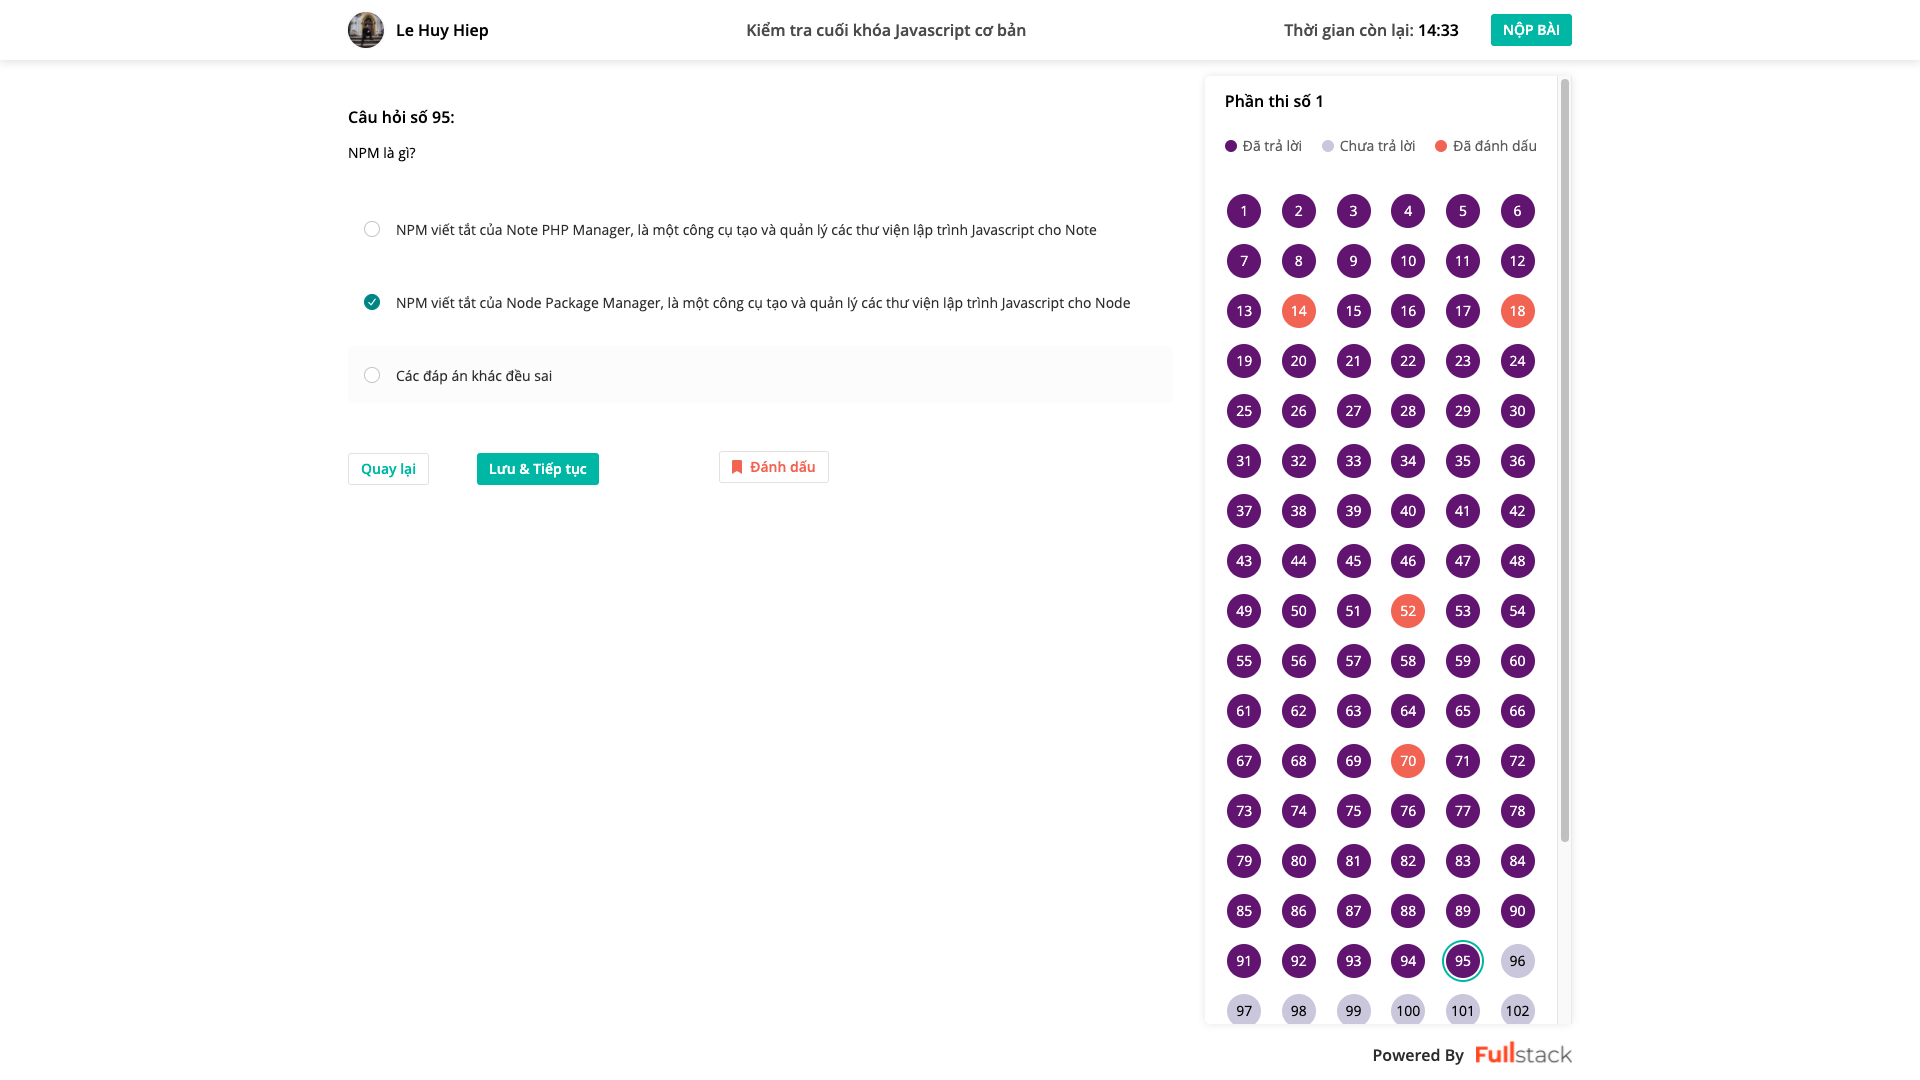 Le Huy Hiep
Kiểm tra cuối khóa Javascript cơ bản
Thời gian còn lại: 14:33
NỘP BÀI
Câu hỏi số 95:
NPM là gì?
NPM viết tắt của Note PHP Manager, là một công cụ tạo và quản lý các thư viện lập trình Javascript cho Note
NPM viết tắt của Node Package Manager, là một công cụ tạo và quản lý các thư viện lập trình Javascript cho Node
Các đáp án khác đều sai
Quay lại
Lưu & Tiếp tục
Đánh dấu
Phần thi số 1
Đã trả lời Chưa trả lời Đã đánh dấu
1 2 3 4 5 6
7 8 9 10 11 12
13 14 15 16 17 18
19 20 21 22 23 24
25 26 27 28 29 30
31 32 33 34 35 36
37 38 39 40 41 42
43 44 45 46 47 48
49 50 51 52 53 54
55 56 57 58 59 60
61 62 63 64 65 66
67 68 69 70 71 72
73 74 75 76 77 78
79 80 81 82 83 84
85 86 87 88 89 90
91 92 93 94 95 96
97 98 99 100 101 102
Powered By Fullstack